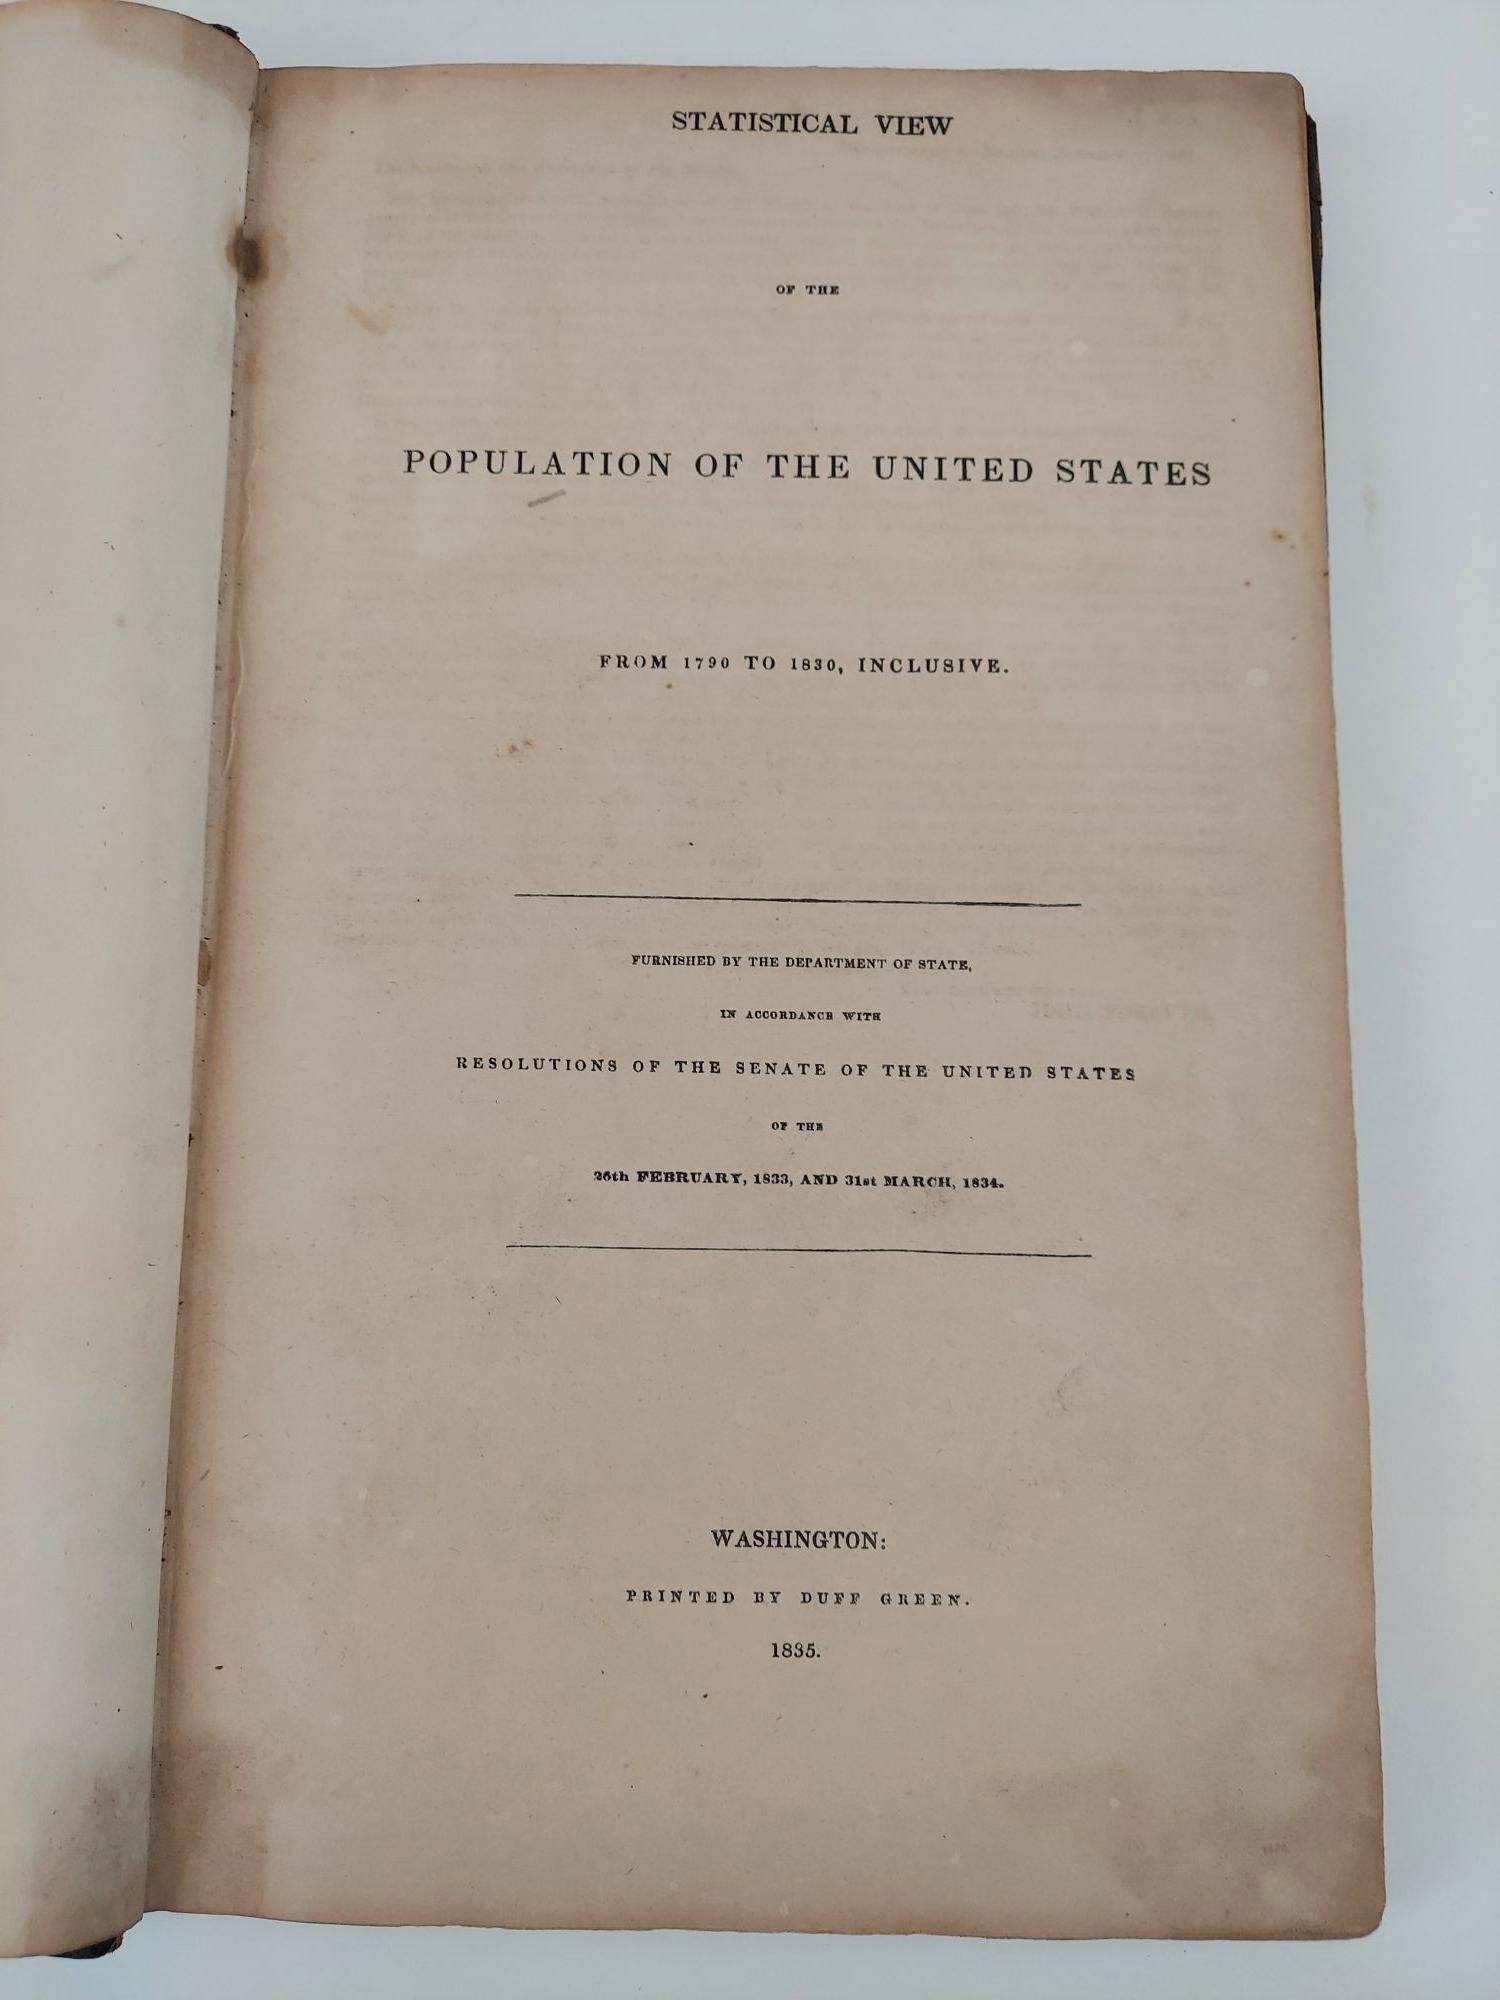 STATISTICAL VIEW
OF THE
POPULATION OF THE UNITED STATES
FROM 1790 TO 1830, INCLUSIVE.
FURNISHED BY THE DEPARTMENT OF STATE,
IN ACCORDANCE WITH
RESOLUTIONS OF THE SENATE OF THE UNITED STATES
OF THE
26th FEBRUARY, 1833, AND 31st MARCH, 1834.
WASHINGTON:
PRINTED BY DUFF GREEN.
1835.